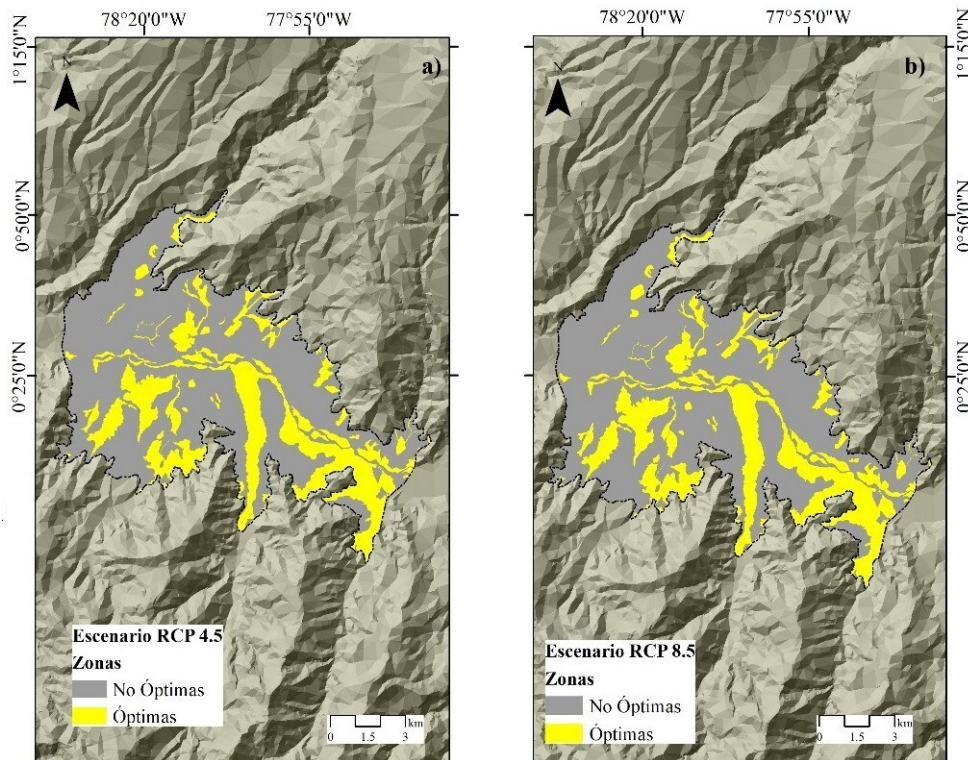 78°20'0"W 77°55'0"W
78°20'0"W 77°55'0"W
1°15'0"N
0°50'0"N
0°25'0"N
N
a)
Escenario RCP 4.5
Zonas
No Óptimas
Óptimas
km
0 1.5 3
N
b)
Escenario RCP 8.5
Zonas
No Óptimas
Óptimas
km
0 1.5 3
1°15'0"N
0°50'0"N
0°25'0"N